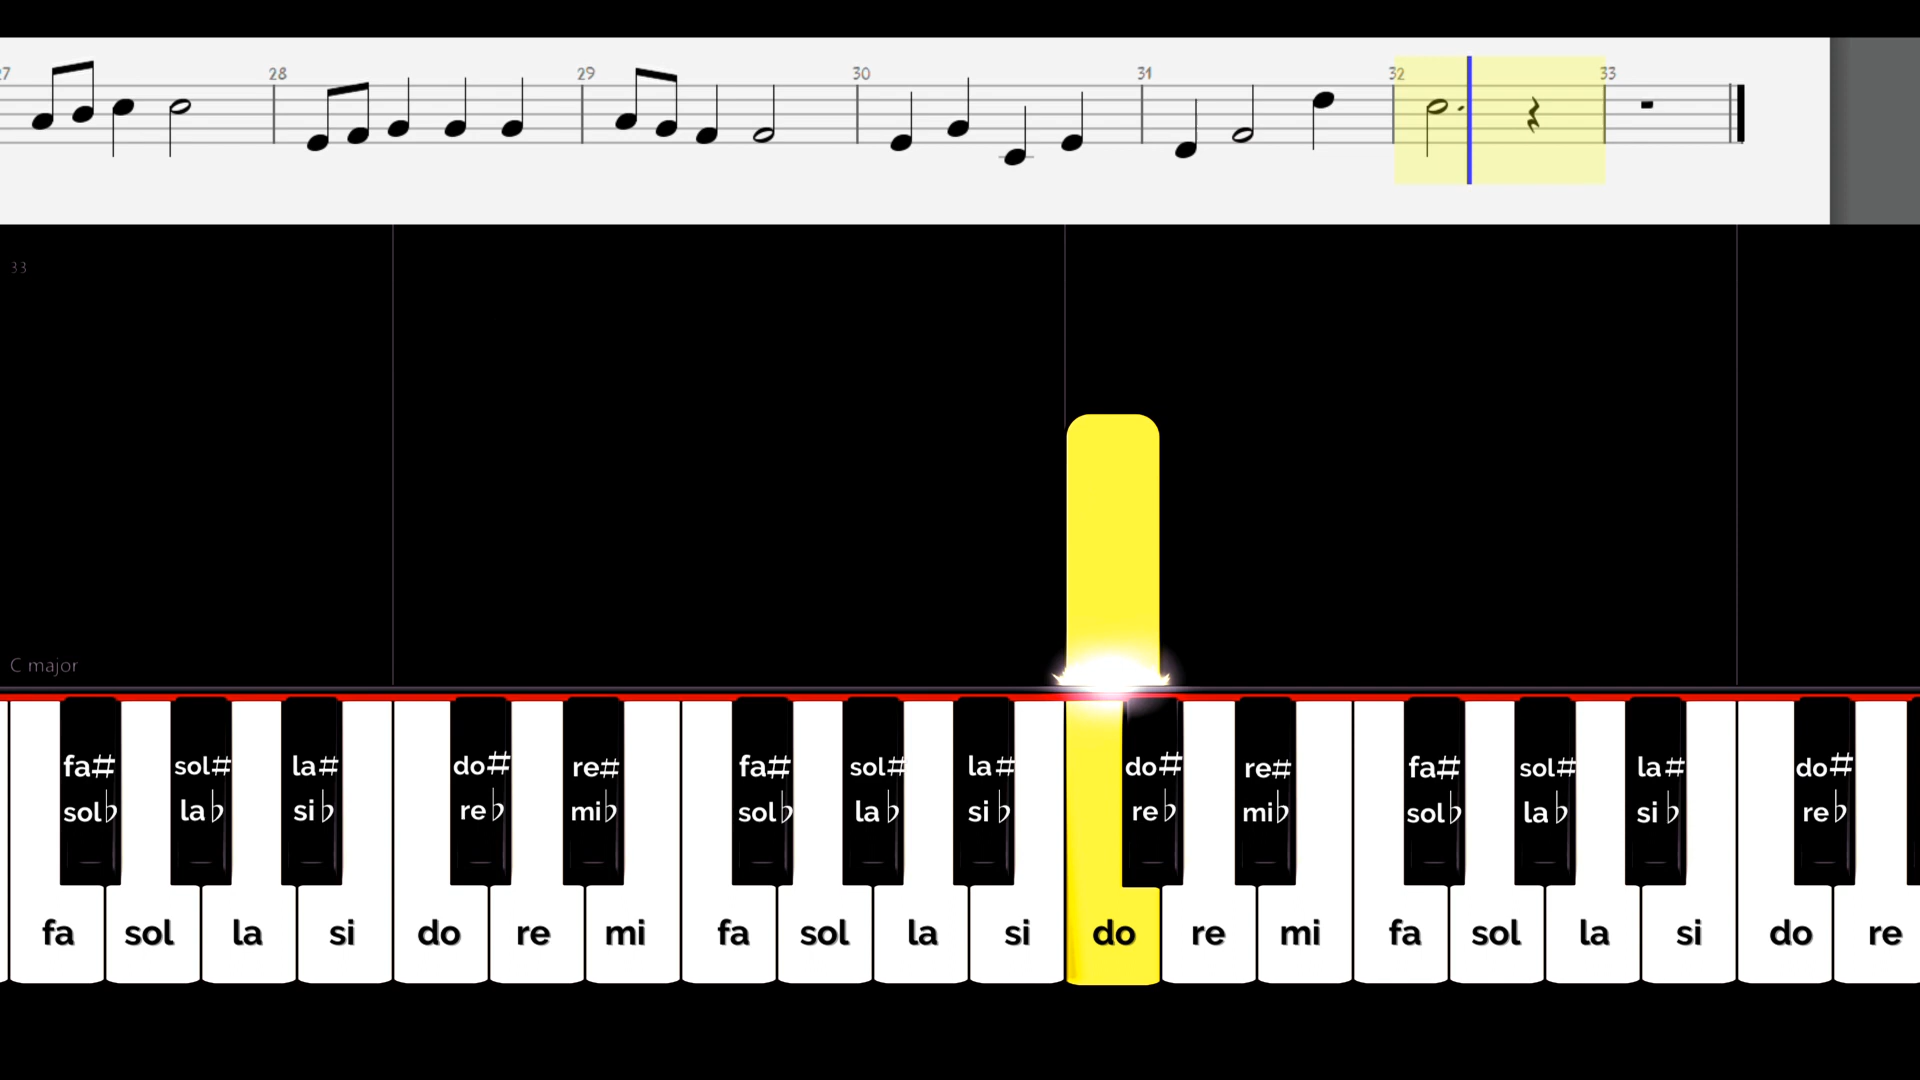 27 28 29 30 31 32 33
33
C major
fa# sol# la# do# re# fa# sol# la# do# re# fa# sol# la# do#
sol♭ la♭ si♭ re♭ mi♭ sol♭ la♭ si♭ re♭ mi♭ sol♭ la♭ si♭ re♭
fa sol la si do re mi fa sol la si do re mi fa sol la si do re